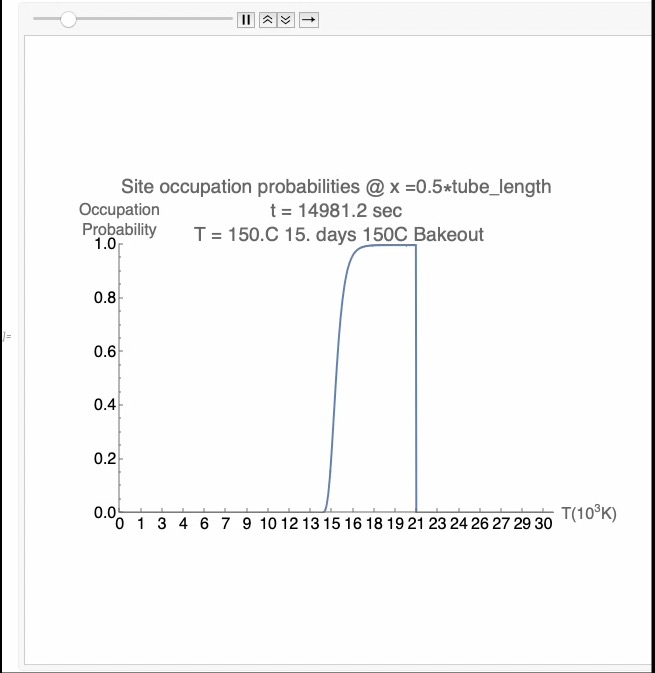 Site occupation probabilities @ x =0.5*tube_length
t = 14981.2 sec
T = 150.C 15. days 150C Bakeout
Occupation
Probability
1.0
0.8
0.6
0.4
0.2
0.0
0 1 3 4 6 7 9 10 12 13 15 16 18 19 21 23 24 26 27 29 30
T(10³K)
]=